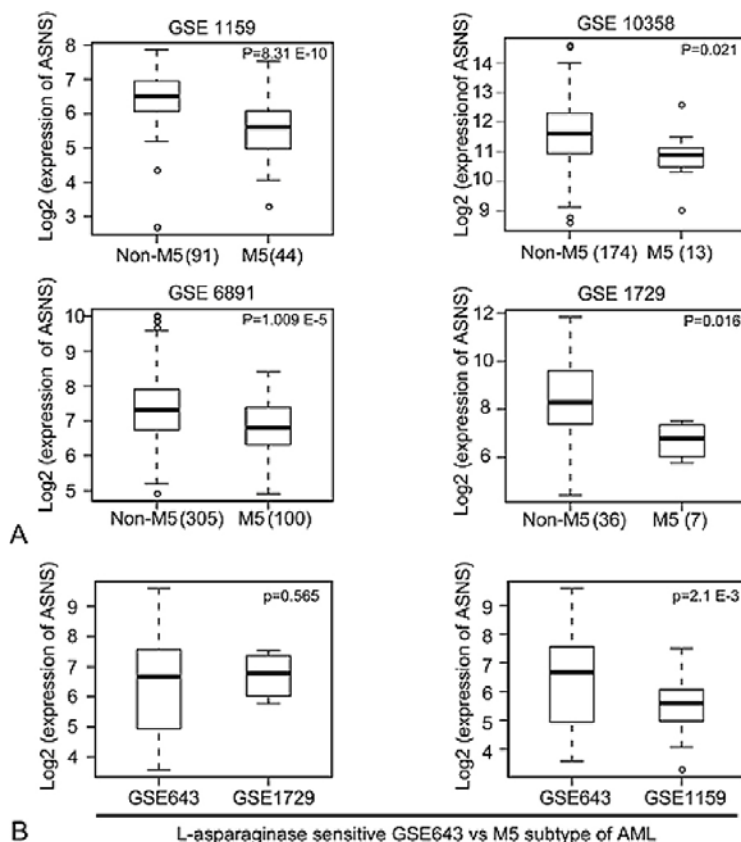 A
GSE 1159
P=8.31 E-10
Log2 (expression of ASNS)
8
7
6
5
4
3
Non-M5(91) M5(44)
GSE 10358
P=0.021
Log2 (expressionof ASNS)
14
13
12
11
10
9
Non-M5 (174) M5 (13)
GSE 6891
P=1.009 E-5
Log2 (expression of ASNS)
10
9
8
7
6
5
Non-M5(305) M5(100)
GSE 1729
P=0.016
Log2 (expression of ASNS)
12
10
8
6
Non-M5(36) M5 (7)
B
p=0.565
Log2 (expression of ASNS)
9
8
7
6
5
4
GSE643 GSE1729
p=2.1 E-3
Log2 (expression of ASNS)
9
8
7
6
5
4
GSE643 GSE1159
L-asparaginase sensitive GSE643 vs M5 subtype of AML